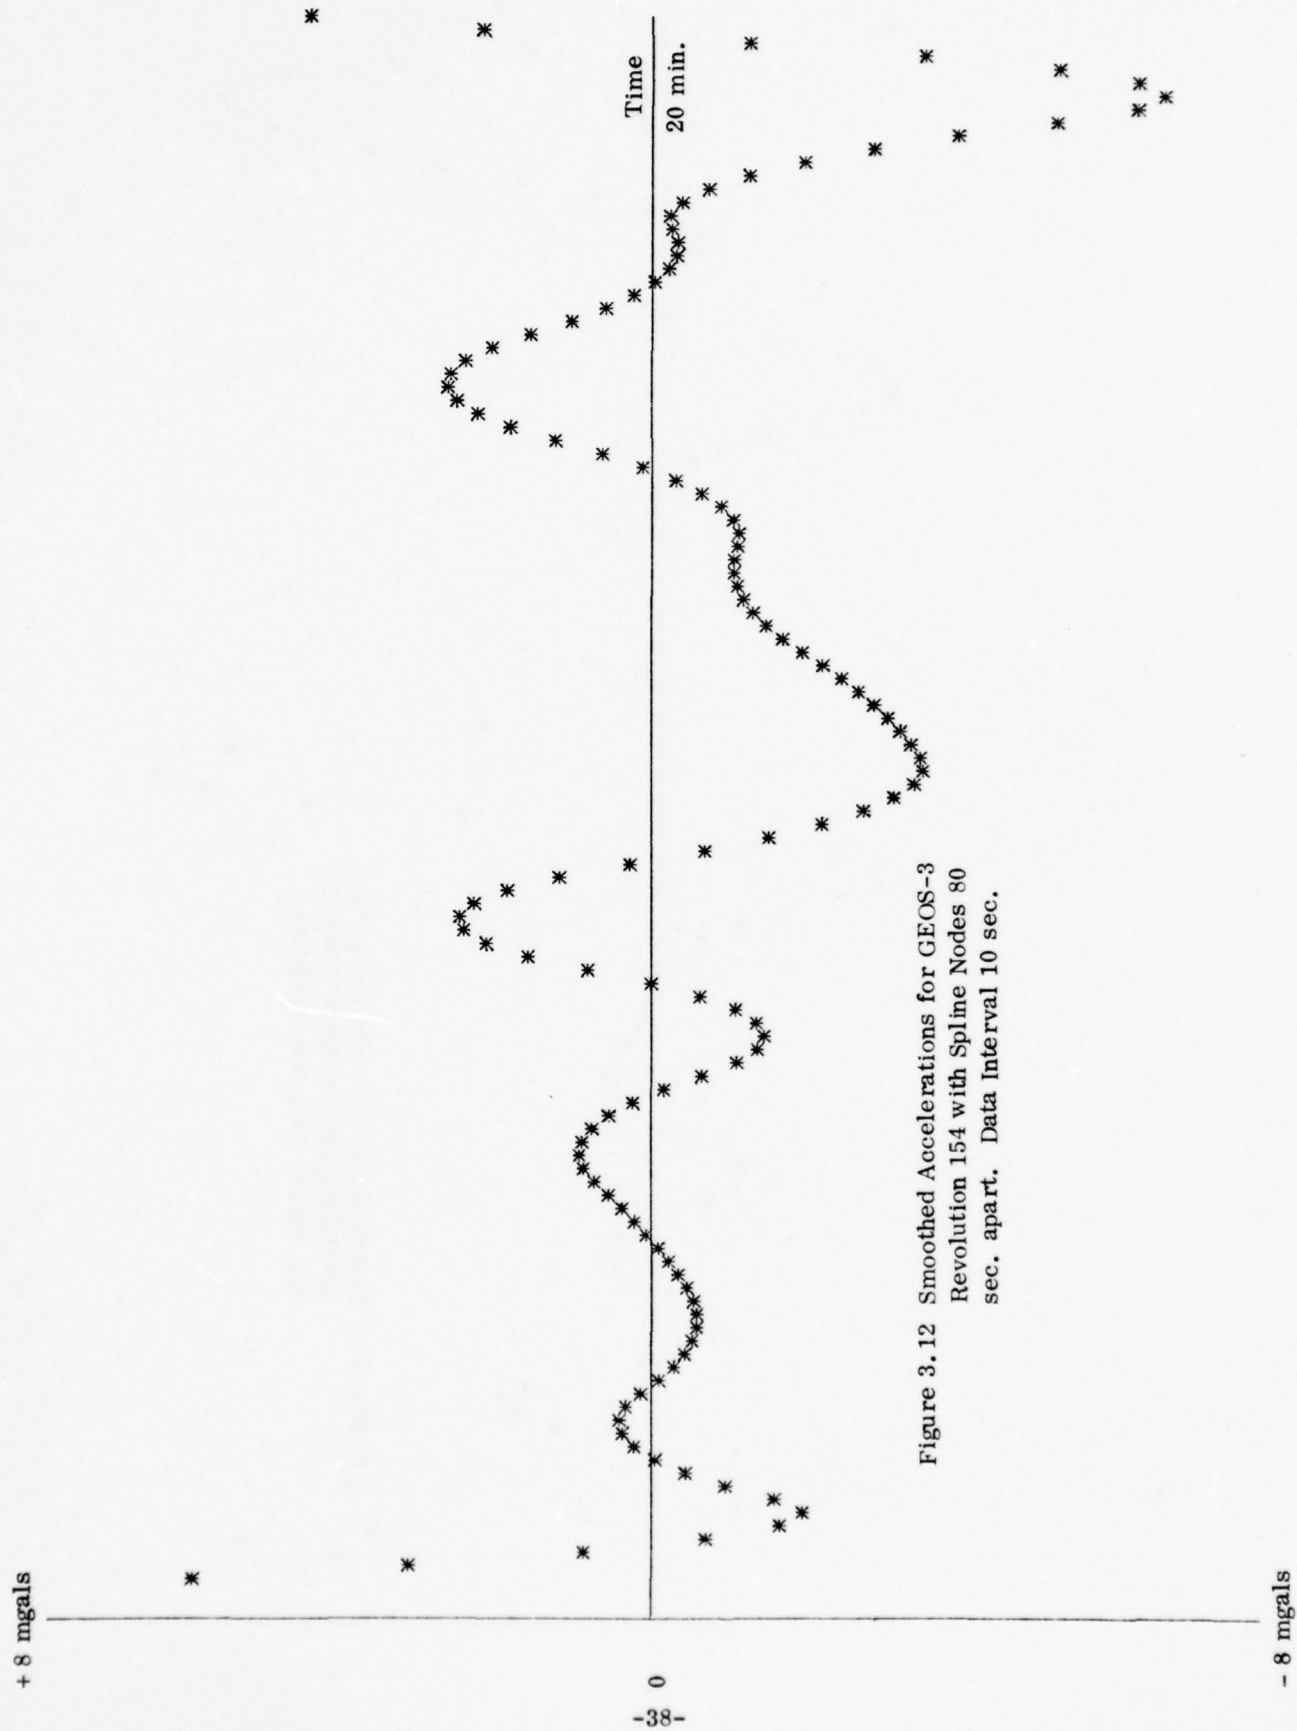 + 8 mgals
Time
20 min.
0
- 8 mgals
Figure 3.12 Smoothed Accelerations for GEOS-3
Revolution 154 with Spline Nodes 80
sec. apart. Data Interval 10 sec.
-38-